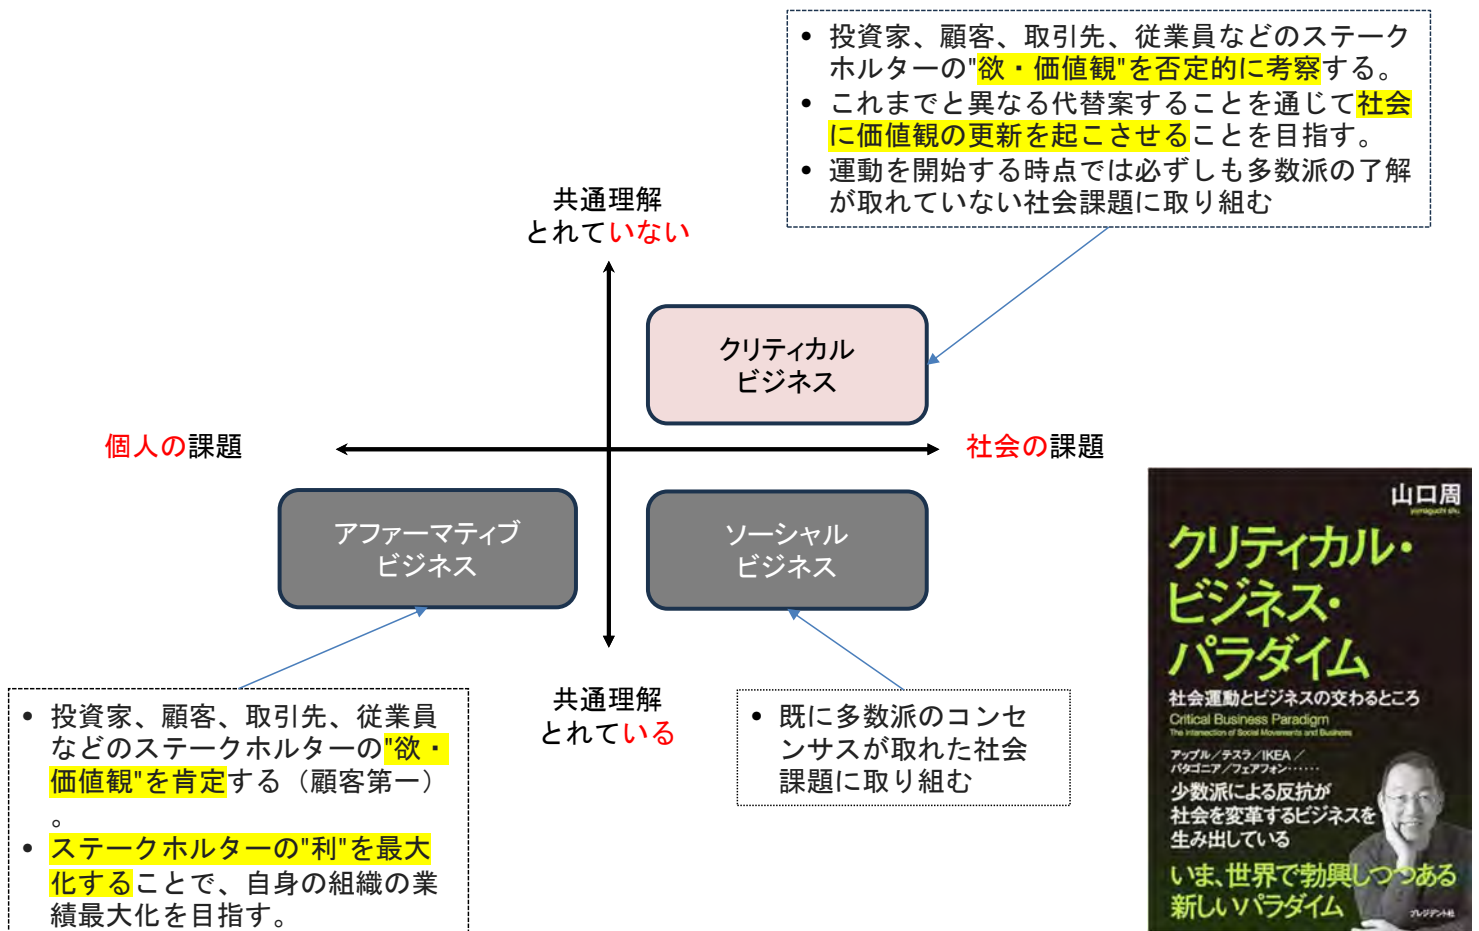 • 投資家、顧客、取引先、従業員などのステーク
ホルターの"欲・価値観"を否定的に考察する。
• これまでと異なる代替案することを通じて社会
に価値観の更新を起こさせることを目指す。
• 運動を開始する時点では必ずしも多数派の了解
が取れていない社会課題に取り組む
共通理解
とれていない
クリティカル
ビジネス
個人の課題
社会の課題
アファーマティブ
ビジネス
ソーシャル
ビジネス
共通理解
とれている
• 投資家、顧客、取引先、従業員
などのステークホルターの"欲・
価値観"を肯定する（顧客第一）
。
• ステークホルターの"利"を最大
化することで、自身の組織の業
績最大化を目指す。
• 既に多数派のコンセ
ンサスが取れた社会
課題に取り組む
山口周
yamaguchi shu
クリティカル・
ビジネス・
パラダイム
社会運動とビジネスの交わるところ
Critical Business Paradigm
The Intersection of Social Movements and Business
アップル／テスラ／IKEA／
パタゴニア／フェアフォン……
少数派による反抗が
社会を変革するビジネスを
生み出している
いま、世界で勃興しつつある
新しいパラダイム
プレジデント社